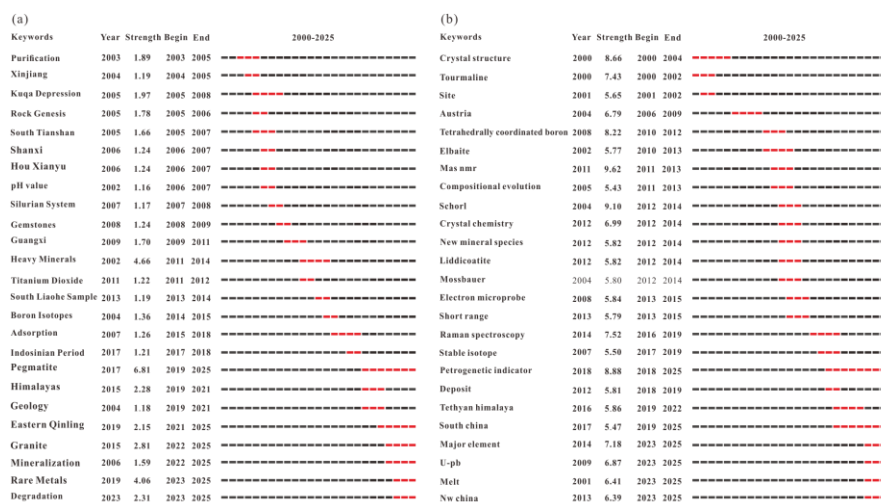 (a)
Keywords Year Strength Begin End 2000-2025
Purification 2003 1.89 2003 2005
Xinjiang 2004 1.19 2004 2005
Kuqa Depression 2005 1.97 2005 2008
Rock Genesis 2005 1.78 2005 2006
South Tianshan 2005 1.66 2005 2007
Shanxi 2006 1.24 2006 2007
Hou Xianyu 2006 1.24 2006 2007
pH value 2002 1.16 2006 2007
Silurian System 2007 1.17 2007 2008
Gemstones 2008 1.24 2008 2009
Guangxi 2009 1.70 2009 2011
Heavy Minerals 2002 4.66 2011 2014
Titanium Dioxide 2011 1.22 2011 2012
South Liaohe Sample 2013 1.19 2013 2014
Boron Isotopes 2004 1.36 2014 2015
Adsorption 2007 1.26 2015 2018
Indosinian Period 2017 1.21 2017 2018
Pegmatite 2017 6.81 2019 2025
Himalayas 2015 2.28 2019 2021
Geology 2004 1.18 2019 2021
Eastern Qinling 2019 2.15 2021 2025
Granite 2015 2.81 2022 2025
Mineralization 2006 1.59 2022 2025
Rare Metals 2019 4.06 2023 2025
Degradation 2023 2.31 2023 2025
(b)
Keywords Year Strength Begin End 2000-2025
Crystal structure 2000 8.66 2000 2004
Tourmaline 2000 7.43 2000 2002
Site 2001 5.65 2001 2002
Austria 2004 6.79 2006 2009
Tetrahedrally coordinated boron 2008 8.22 2010 2012
Elbaite 2002 5.77 2010 2013
Mas nmr 2011 9.62 2011 2013
Compositional evolution 2005 5.43 2011 2013
Schorl 2004 9.10 2012 2014
Crystal chemistry 2012 6.99 2012 2014
New mineral species 2012 5.82 2012 2014
Liddicoatite 2012 5.82 2012 2014
Mossbauer 2004 5.80 2012 2014
Electron microprobe 2008 5.84 2013 2015
Short range 2013 5.79 2013 2015
Raman spectroscopy 2014 7.52 2016 2019
Stable isotope 2007 5.50 2017 2019
Petrogenetic indicator 2018 8.88 2018 2025
Deposit 2012 5.81 2018 2019
Tethyan himalaya 2016 5.86 2019 2022
South china 2017 5.47 2019 2025
Major element 2014 7.18 2023 2025
U-pb 2009 6.87 2023 2025
Melt 2001 6.41 2023 2025
Nw china 2013 6.39 2023 2025